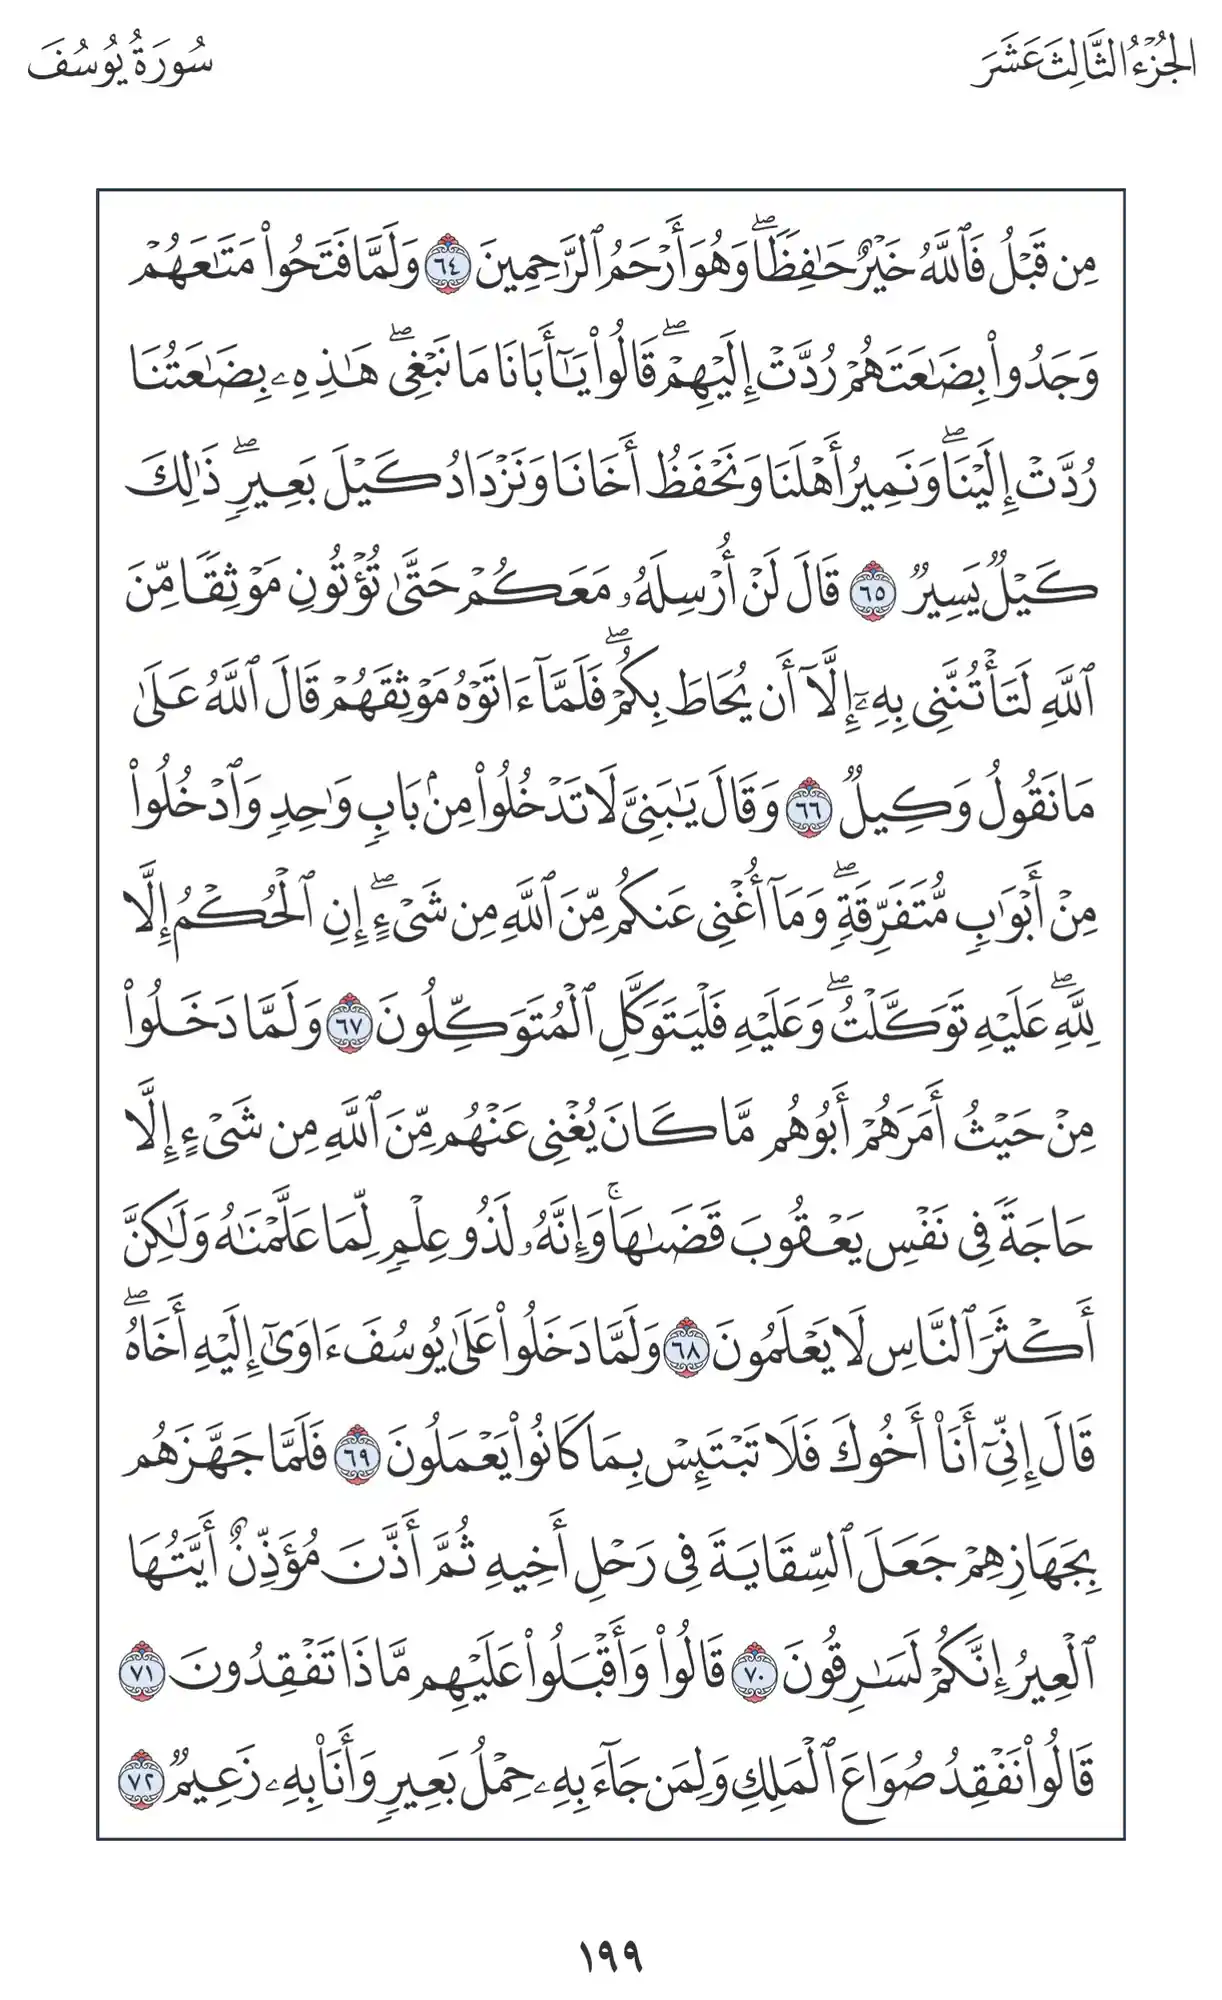 الجُزْءُ الثَّالِثَ عَشَرَ
سُورَةُ يُوسُفَ
مِن قَبْلُ فَٱللَّهُ خَيْرٌ حَٰفِظًاۖ وَهُوَ أَرْحَمُ ٱلرَّٰحِمِينَ ٦٤ وَلَمَّا فَتَحُوا۟ مَتَٰعَهُمْ
وَجَدُوا۟ بِضَٰعَتَهُمْ رُدَّتْ إِلَيْهِمْۖ قَالُوا۟ يَٰٓأَبَانَا مَا نَبْغِىۖ هَٰذِهِۦ بِضَٰعَتُنَا
رُدَّتْ إِلَيْنَاۖ وَنَمِيرُ أَهْلَنَا وَنَحْفَظُ أَخَانَا وَنَزْدَادُ كَيْلَ بَعِيرٍۖ ذَٰلِكَ
كَيْلٌ يَسِيرٌ ٦٥ قَالَ لَنْ أُرْسِلَهُۥ مَعَكُمْ حَتَّىٰ تُؤْتُونِ مَوْثِقًا مِّنَ
ٱللَّهِ لَتَأْتُنَّنِى بِهِۦٓ إِلَّآ أَن يُحَاطَ بِكُمْۖ فَلَمَّآ ءَاتَوْهُ مَوْثِقَهُمْ قَالَ ٱللَّهُ عَلَىٰ
مَا نَقُولُ وَكِيلٌ ٦٦ وَقَالَ يَٰبَنِىَّ لَا تَدْخُلُوا۟ مِنۢ بَابٍ وَٰحِدٍ وَٱدْخُلُوا۟
مِنْ أَبْوَٰبٍ مُّتَفَرِّقَةٍۖ وَمَآ أُغْنِى عَنكُم مِّنَ ٱللَّهِ مِن شَىْءٍۖ إِنِ ٱلْحُكْمُ إِلَّا
لِلَّهِۖ عَلَيْهِ تَوَكَّلْتُۖ وَعَلَيْهِ فَلْيَتَوَكَّلِ ٱلْمُتَوَكِّلُونَ ٦٧ وَلَمَّا دَخَلُوا۟
مِنْ حَيْثُ أَمَرَهُمْ أَبُوهُم مَّا كَانَ يُغْنِى عَنْهُم مِّنَ ٱللَّهِ مِن شَىْءٍ إِلَّا
حَاجَةً فِى نَفْسِ يَعْقُوبَ قَضَىٰهَاۚ وَإِنَّهُۥ لَذُو عِلْمٍ لِّمَا عَلَّمْنَٰهُ وَلَٰكِنَّ
أَكْثَرَ ٱلنَّاسِ لَا يَعْلَمُونَ ٦٨ وَلَمَّا دَخَلُوا۟ عَلَىٰ يُوسُفَ ءَاوَىٰٓ إِلَيْهِ أَخَاهُۖ
قَالَ إِنِّىٓ أَنَا۠ أَخُوكَ فَلَا تَبْتَئِسْ بِمَا كَانُوا۟ يَعْمَلُونَ ٦٩ فَلَمَّا جَهَّزَهُم
بِجَهَازِهِمْ جَعَلَ ٱلسِّقَايَةَ فِى رَحْلِ أَخِيهِ ثُمَّ أَذَّنَ مُؤَذِّنٌ أَيَّتُهَا
ٱلْعِيرُ إِنَّكُمْ لَسَٰرِقُونَ ٧٠ قَالُوا۟ وَأَقْبَلُوا۟ عَلَيْهِم مَّاذَا تَفْقِدُونَ ٧١
قَالُوا۟ نَفْقِدُ صُوَاعَ ٱلْمَلِكِ وَلِمَن جَآءَ بِهِۦ حِمْلُ بَعِيرٍ وَأَنَا۠ بِهِۦ زَعِيمٌ ٧٢
١٩٩